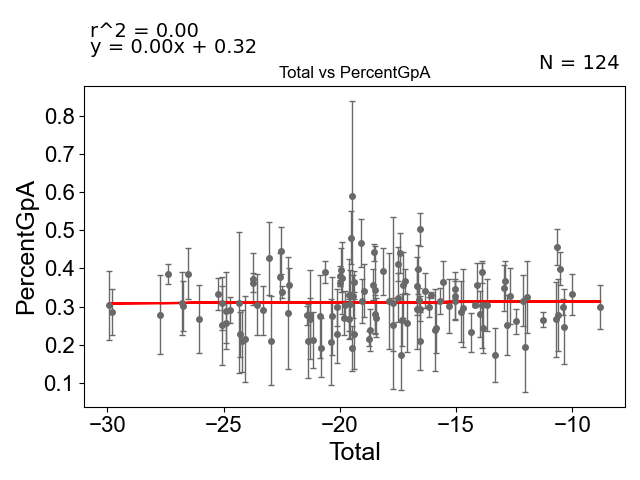 r^2 = 0.00
y = 0.00x + 0.32
N = 124
Total vs PercentGpA
PercentGpA
0.8
0.7
0.6
0.5
0.4
0.3
0.2
0.1
−30 −25 −20 −15 −10
Total